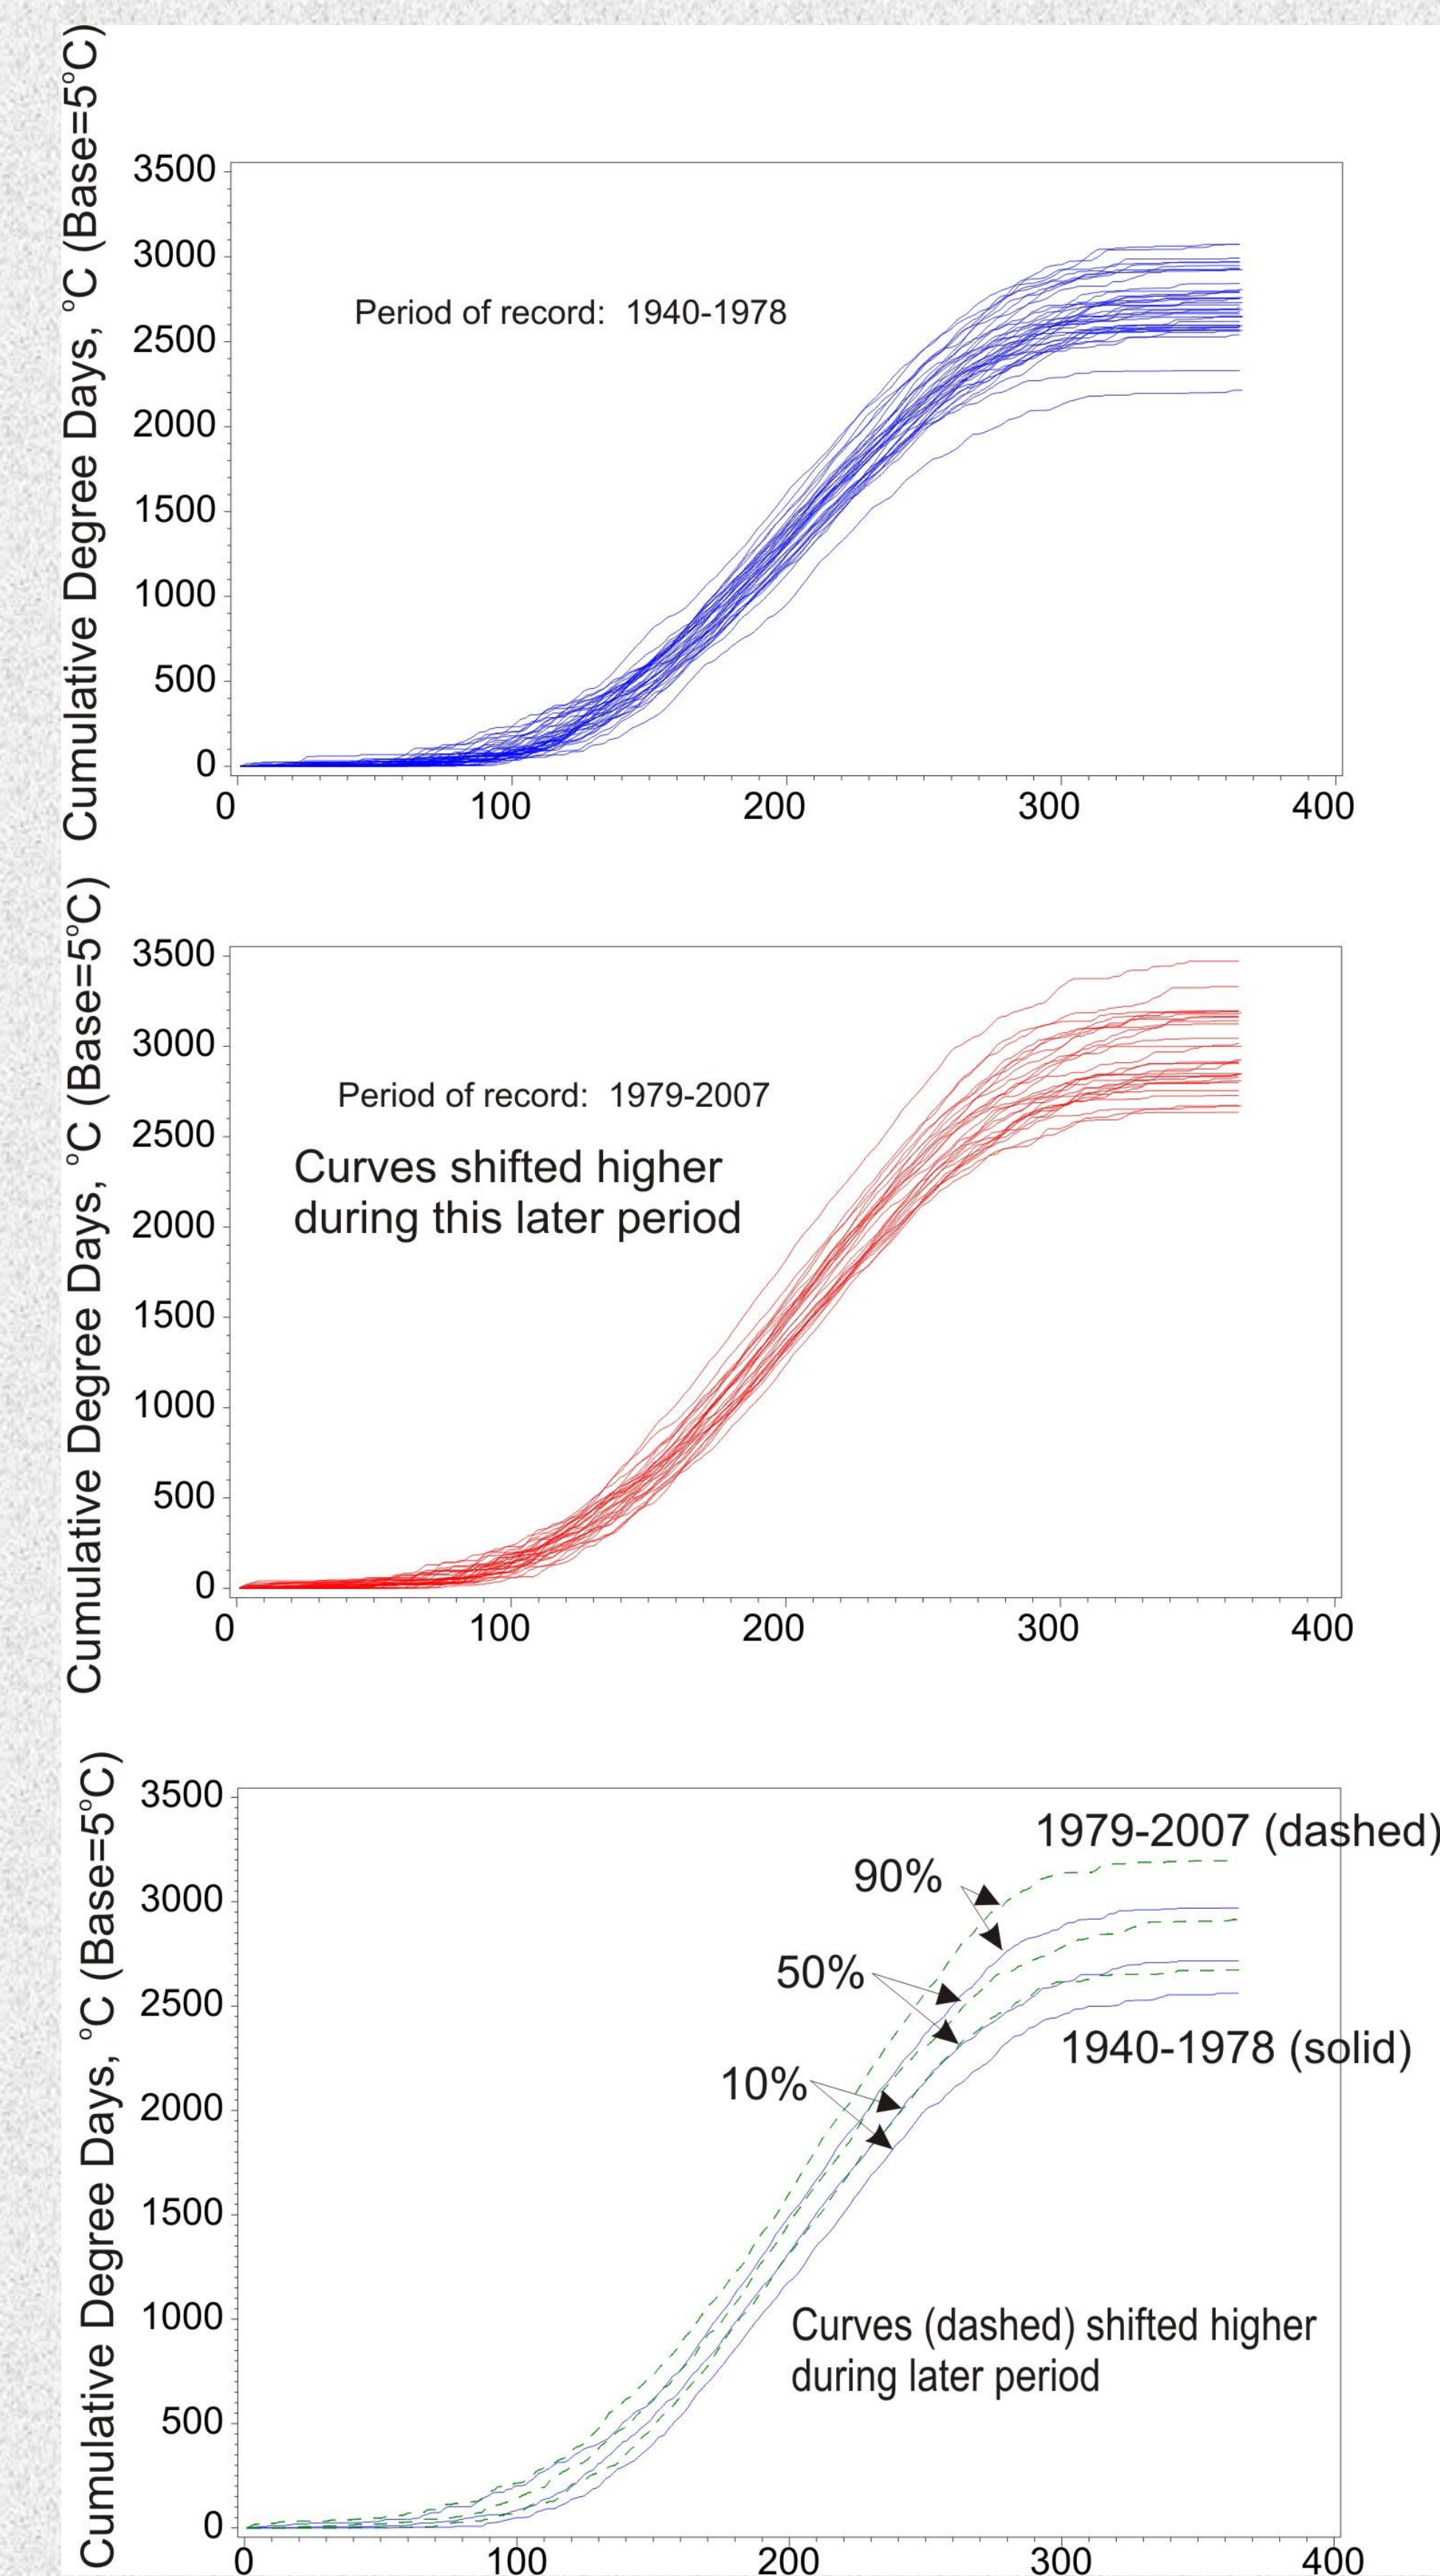 Cumulative Degree Days, °C (Base=5°C)
3500
3000
2500
2000
1500
1000
500
0
Period of record: 1940-1978
0 100 200 300 400
Cumulative Degree Days, °C (Base=5°C)
3500
3000
2500
2000
1500
1000
500
0
Period of record: 1979-2007
Curves shifted higher
during this later period
0 100 200 300 400
Cumulative Degree Days, °C (Base=5°C)
3500
3000
2500
2000
1500
1000
500
0
1979-2007 (dashed)
90%
50%
10%
1940-1978 (solid)
Curves (dashed) shifted higher
during later period
0 100 200 300 400